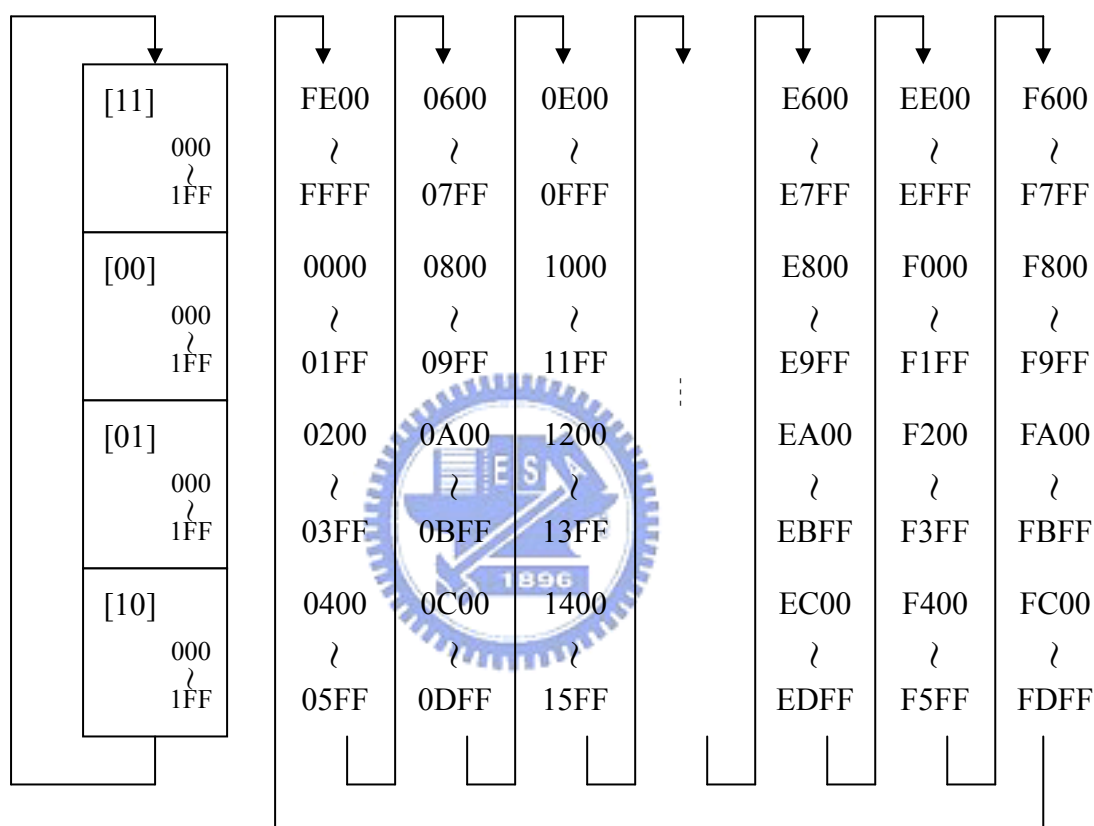 [11] FE00 0600 0E00 E600 EE00 F600
000 ~ ~ ~ ~ ~ ~
~
1FF FFFF 07FF 0FFF E7FF EFFF F7FF
[00] 0000 0800 1000 E800 F000 F800
000 ~ ~ ~ ~ ~ ~
~
1FF 01FF 09FF 11FF E9FF F1FF F9FF
[01] 0200 0A00 1200 EA00 F200 FA00
E S A
000 ~ ~ ~ ~ ~ ~
~
1FF 03FF 0BFF 13FF EBFF F3FF FBFF
1896
[10] 0400 0C00 1400 EC00 F400 FC00
000 ~ ~ ~ ~ ~ ~
~
1FF 05FF 0DFF 15FF EDFF F5FF FDFF